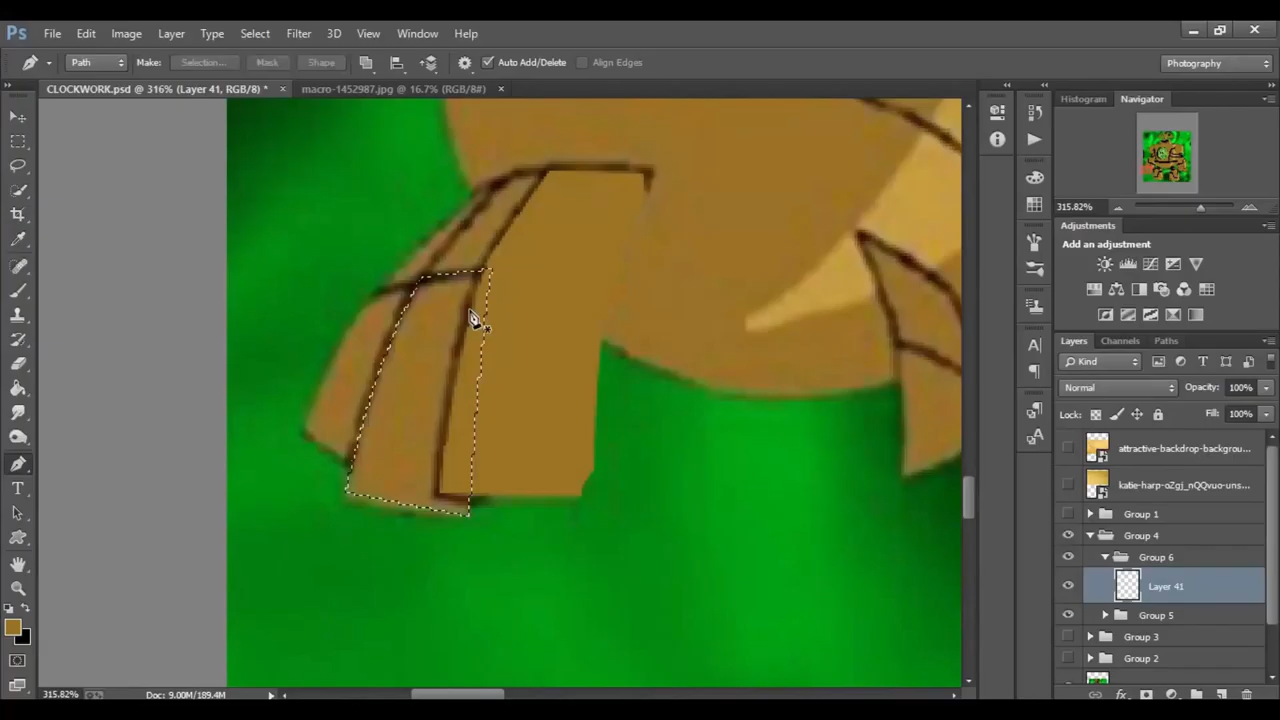 Ps File Edit Image Layer Type Select Filter 3D View Window Help
Path Make: Selection... Mask Shape Auto Add/Delete Align Edges Photography
CLOCKWORK.psd @ 316% (Layer 41, RGB/8) * macro-1452987.jpg @ 16.7% (RGB/8#)
Histogram Navigator
315.82%
Adjustments
Add an adjustment
Layers Channels Paths
Kind
Normal Opacity: 100%
Lock: Fill: 100%
attractive-backdrop-backgrou...
katie-harp-oZgj_nQQvuo-uns...
Group 1
Group 4
Group 6
Layer 41
Group 5
Group 3
Group 2
315.82% Doc: 9.00M/189.4M